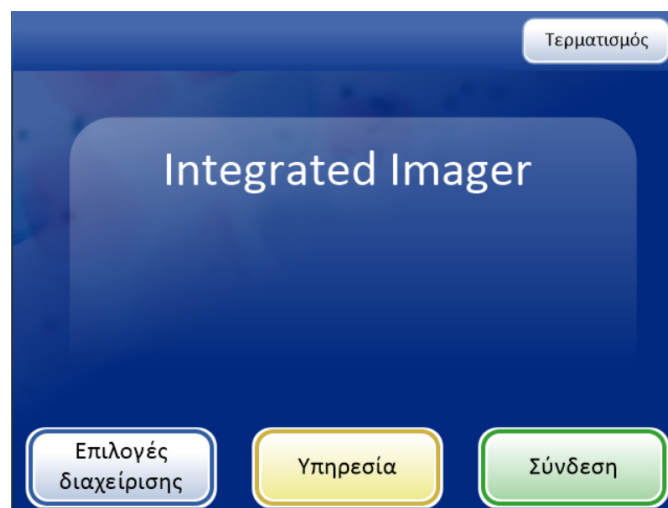 Τερματισμός
Integrated Imager
Επιλογές
διαχείρισης
Υπηρεσία
Σύνδεση